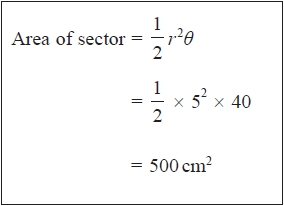 Area of sector = 1/2 r²θ
= 1/2 × 5² × 40
= 500 cm²